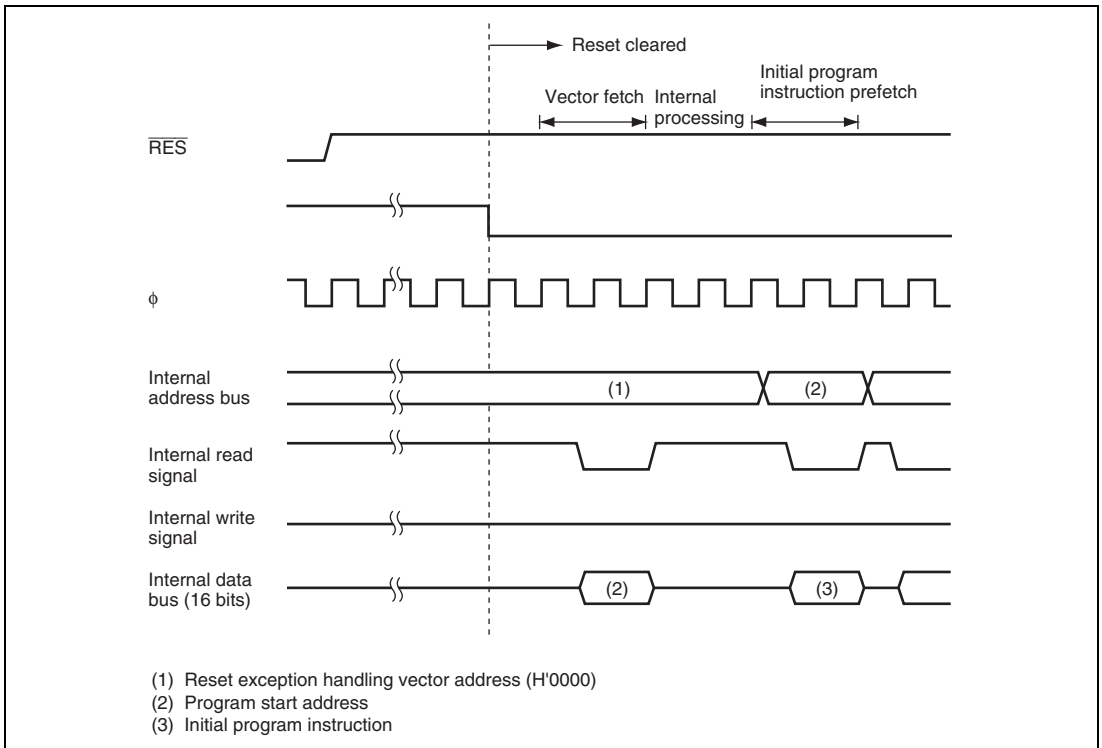 Reset cleared
Initial program
instruction prefetch
Vector fetch
Internal
processing
RES
φ
Internal
address bus
(1)
(2)
Internal read
signal
Internal write
signal
Internal data
bus (16 bits)
(2)
(3)
(1) Reset exception handling vector address (H'0000)
(2) Program start address
(3) Initial program instruction